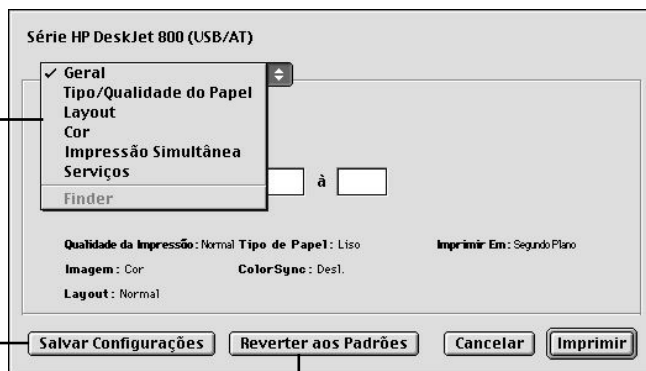 Série HP DeskJet 800 (USB/AT)
✓ Geral
Tipo/Qualidade do Papel
Layout
Cor
Impressão Simultânea
Serviços
Finder
à
Qualidade da Impressão: Normal Tipo de Papel: Liso Imprimir Em: Segundo Plano
Imagem: Cor ColorSync: Desl.
Layout: Normal
Salvar Configurações Reverter aos Padrões Cancelar Imprimir